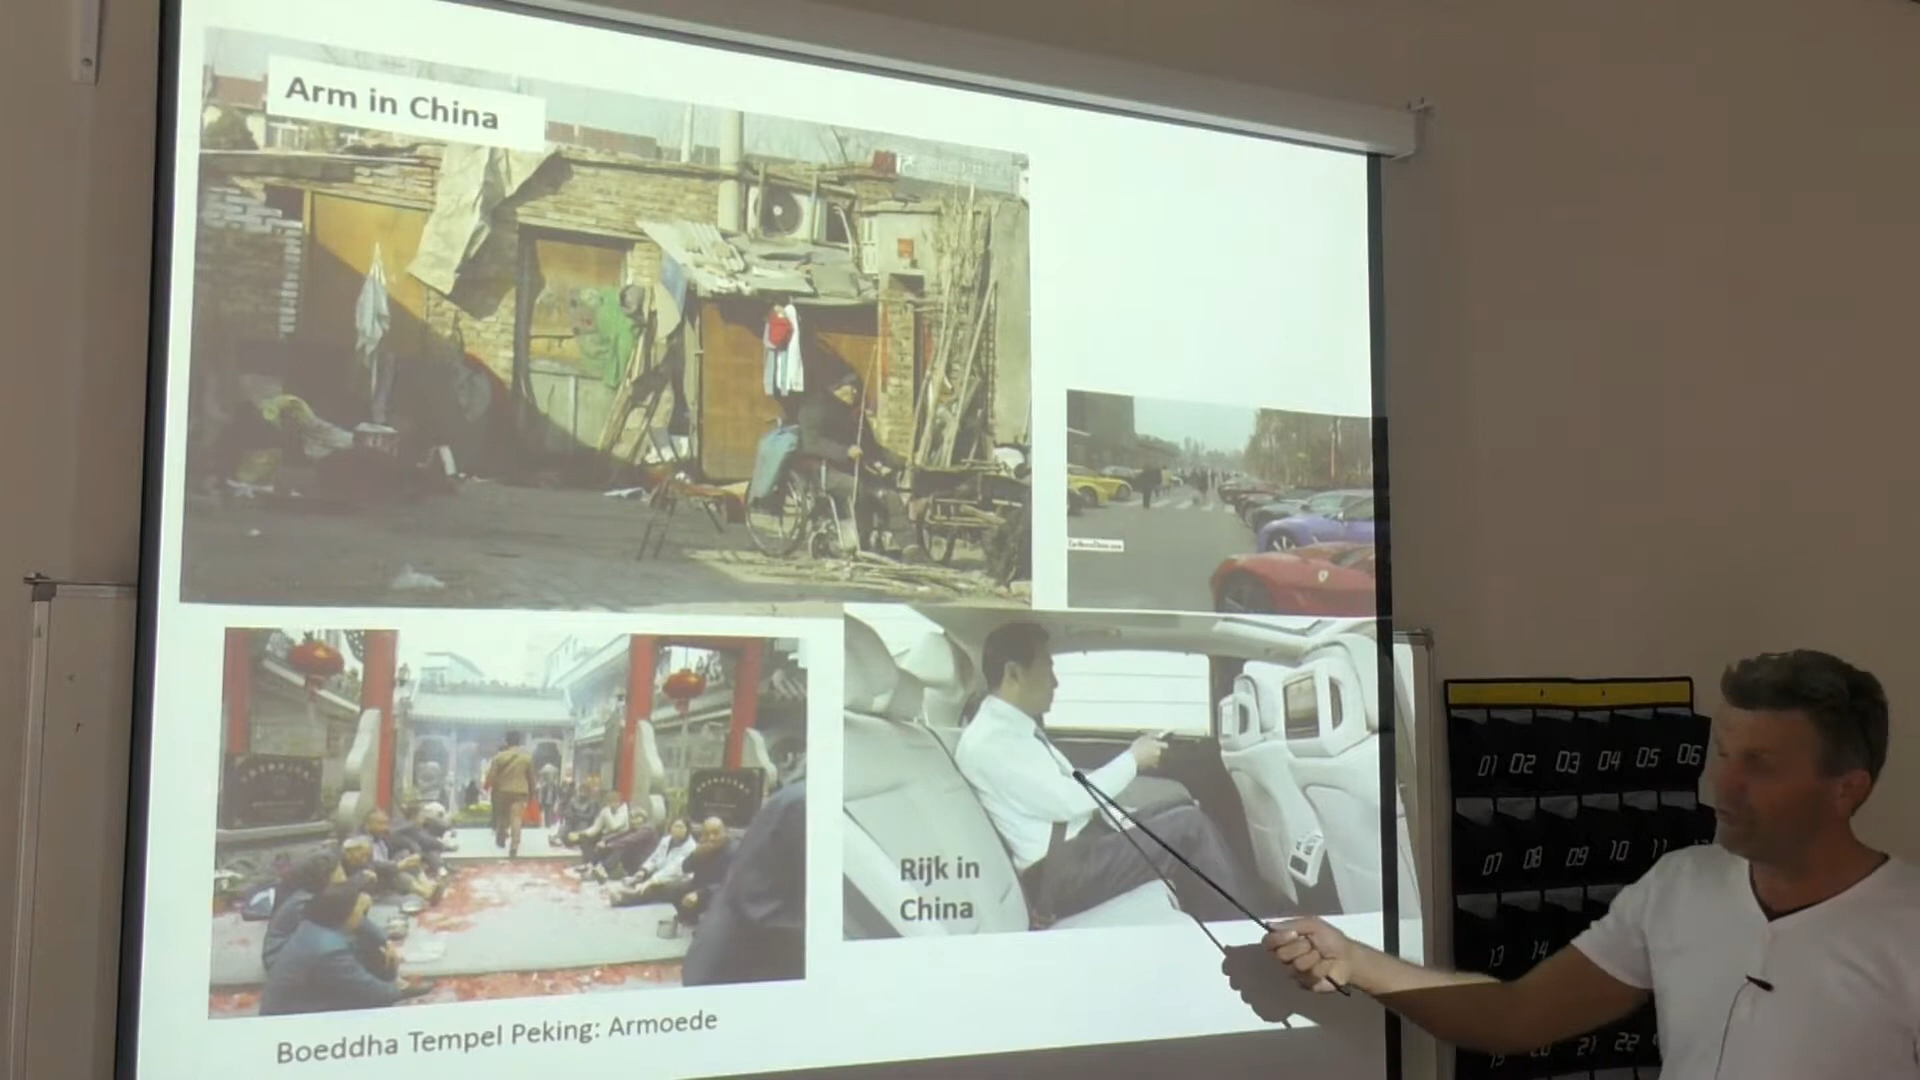 Arm in China
Rijk in
China
Boeddha Tempel Peking: Armoede
01 02 03 04 05 06
07 08 09 10 11
13 14
21 22